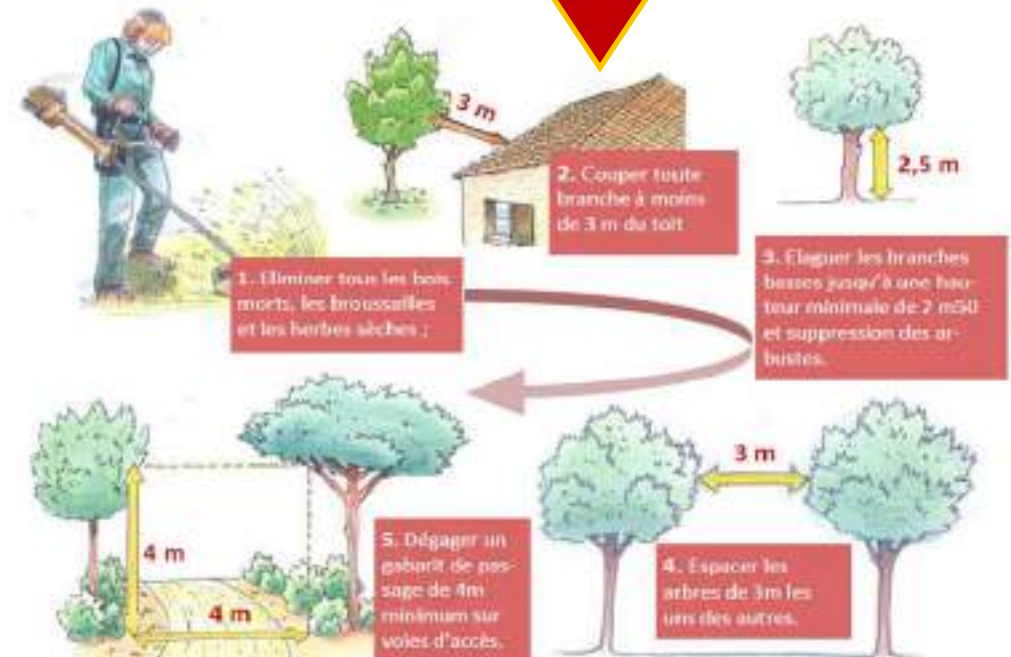 1. Eliminer tous les bois
morts, les broussailles
et les herbes sèches ;
3 m
2. Couper toute
branche à moins
de 3 m du toit
2,5 m
3. Elaguer les branches
basses jusqu'à une hau-
teur minimale de 2 m50
et suppression des ar-
bustes.
3 m
4. Espacer les
arbres de 3m les
uns des autres.
4 m
4 m
5. Dégager un
gabarit de pas-
sage de 4m
minimum sur
voies d'accès.